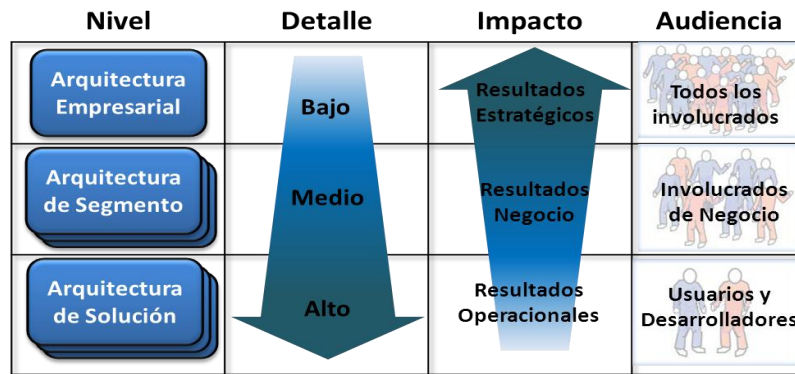 Nivel Detalle Impacto Audiencia
Arquitectura
Empresarial
Bajo
Resultados
Estratégicos
Todos los
involucrados
Arquitectura
de Segmento
Medio
Resultados
Negocio
Involucrados
de Negocio
Arquitectura
de Solución
Alto
Resultados
Operacionales
Usuarios y
Desarrolladores